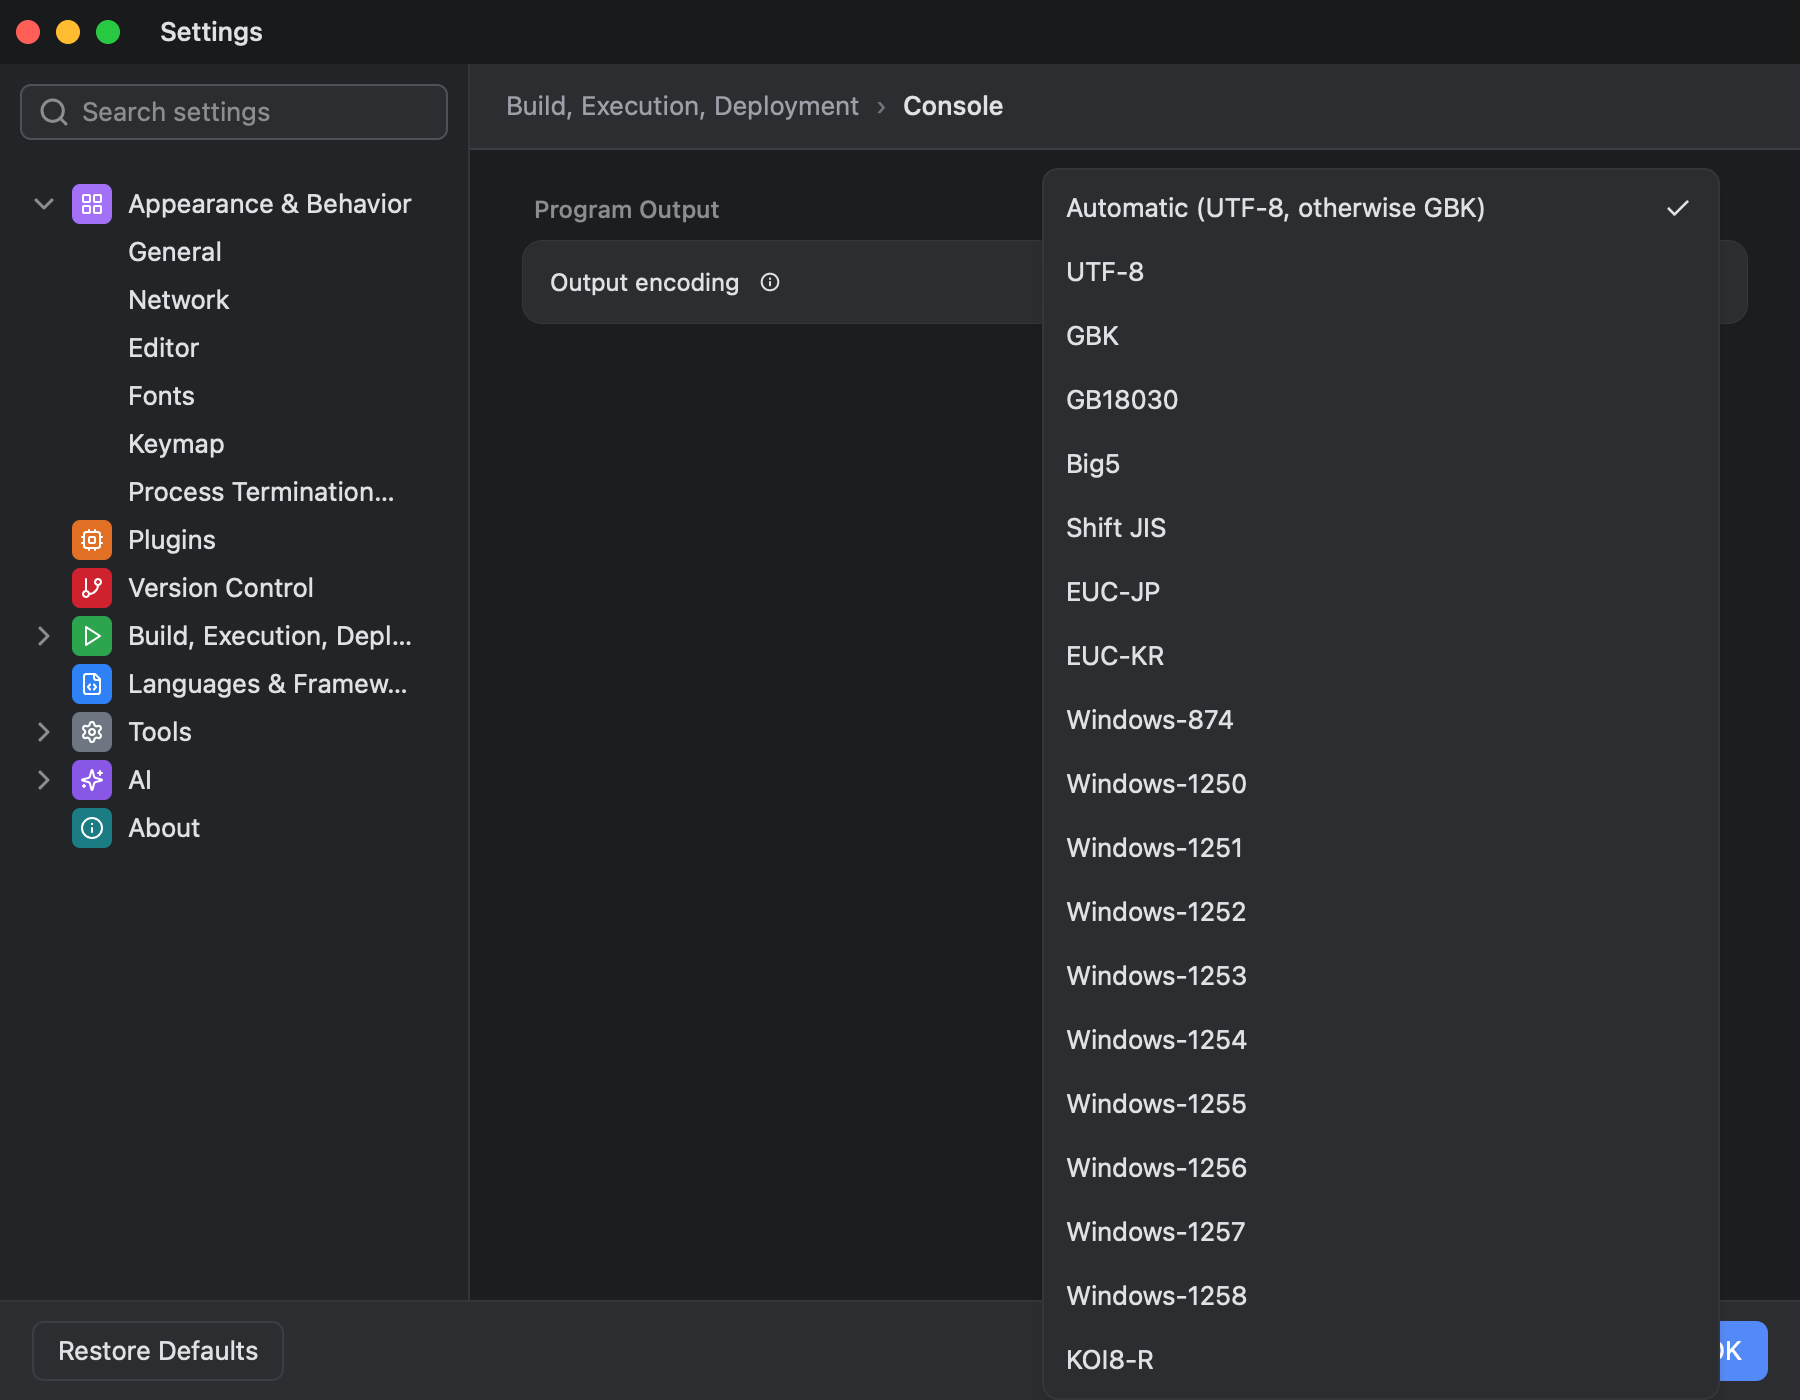 Settings
Search settings
Appearance & Behavior
General
Network
Editor
Fonts
Keymap
Process Termination...
Plugins
Version Control
Build, Execution, Depl...
Languages & Framew...
Tools
AI
About
Restore Defaults
Build, Execution, Deployment › Console
Program Output
Output encoding
Automatic (UTF-8, otherwise GBK)
UTF-8
GBK
GB18030
Big5
Shift JIS
EUC-JP
EUC-KR
Windows-874
Windows-1250
Windows-1251
Windows-1252
Windows-1253
Windows-1254
Windows-1255
Windows-1256
Windows-1257
Windows-1258
KOI8-R